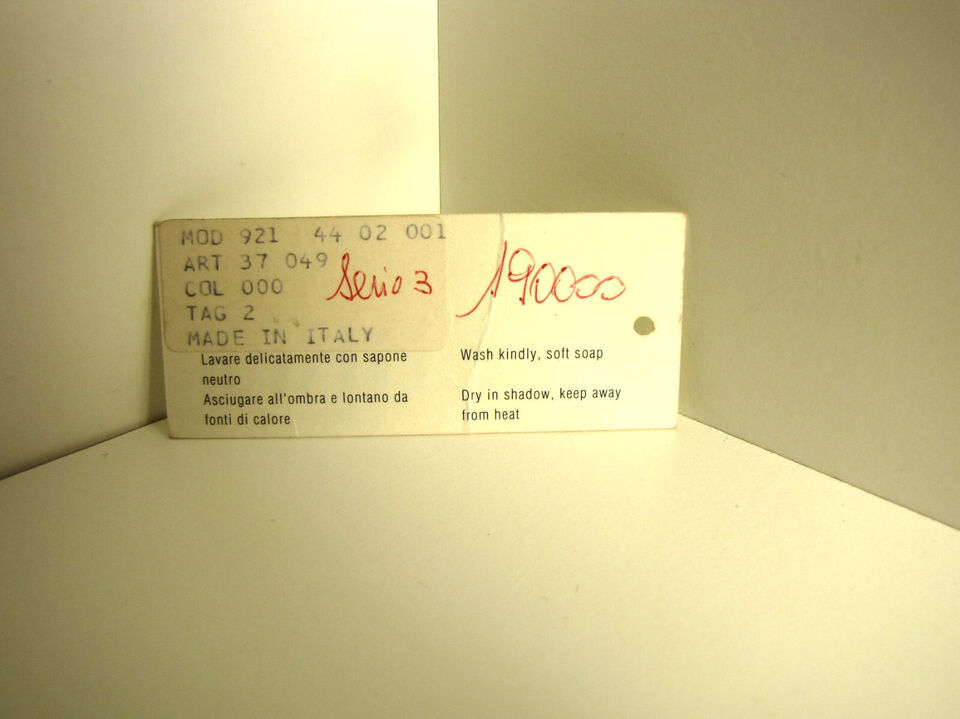 MOD 921 44 02 001
ART 37 049
COL 000
TAG 2
MADE IN ITALY
Serio 3
190000
Lavare delicatamente con sapone
neutro
Asciugare all'ombra e lontano da
fonti di calore
Wash kindly, soft soap
Dry in shadow, keep away
from heat